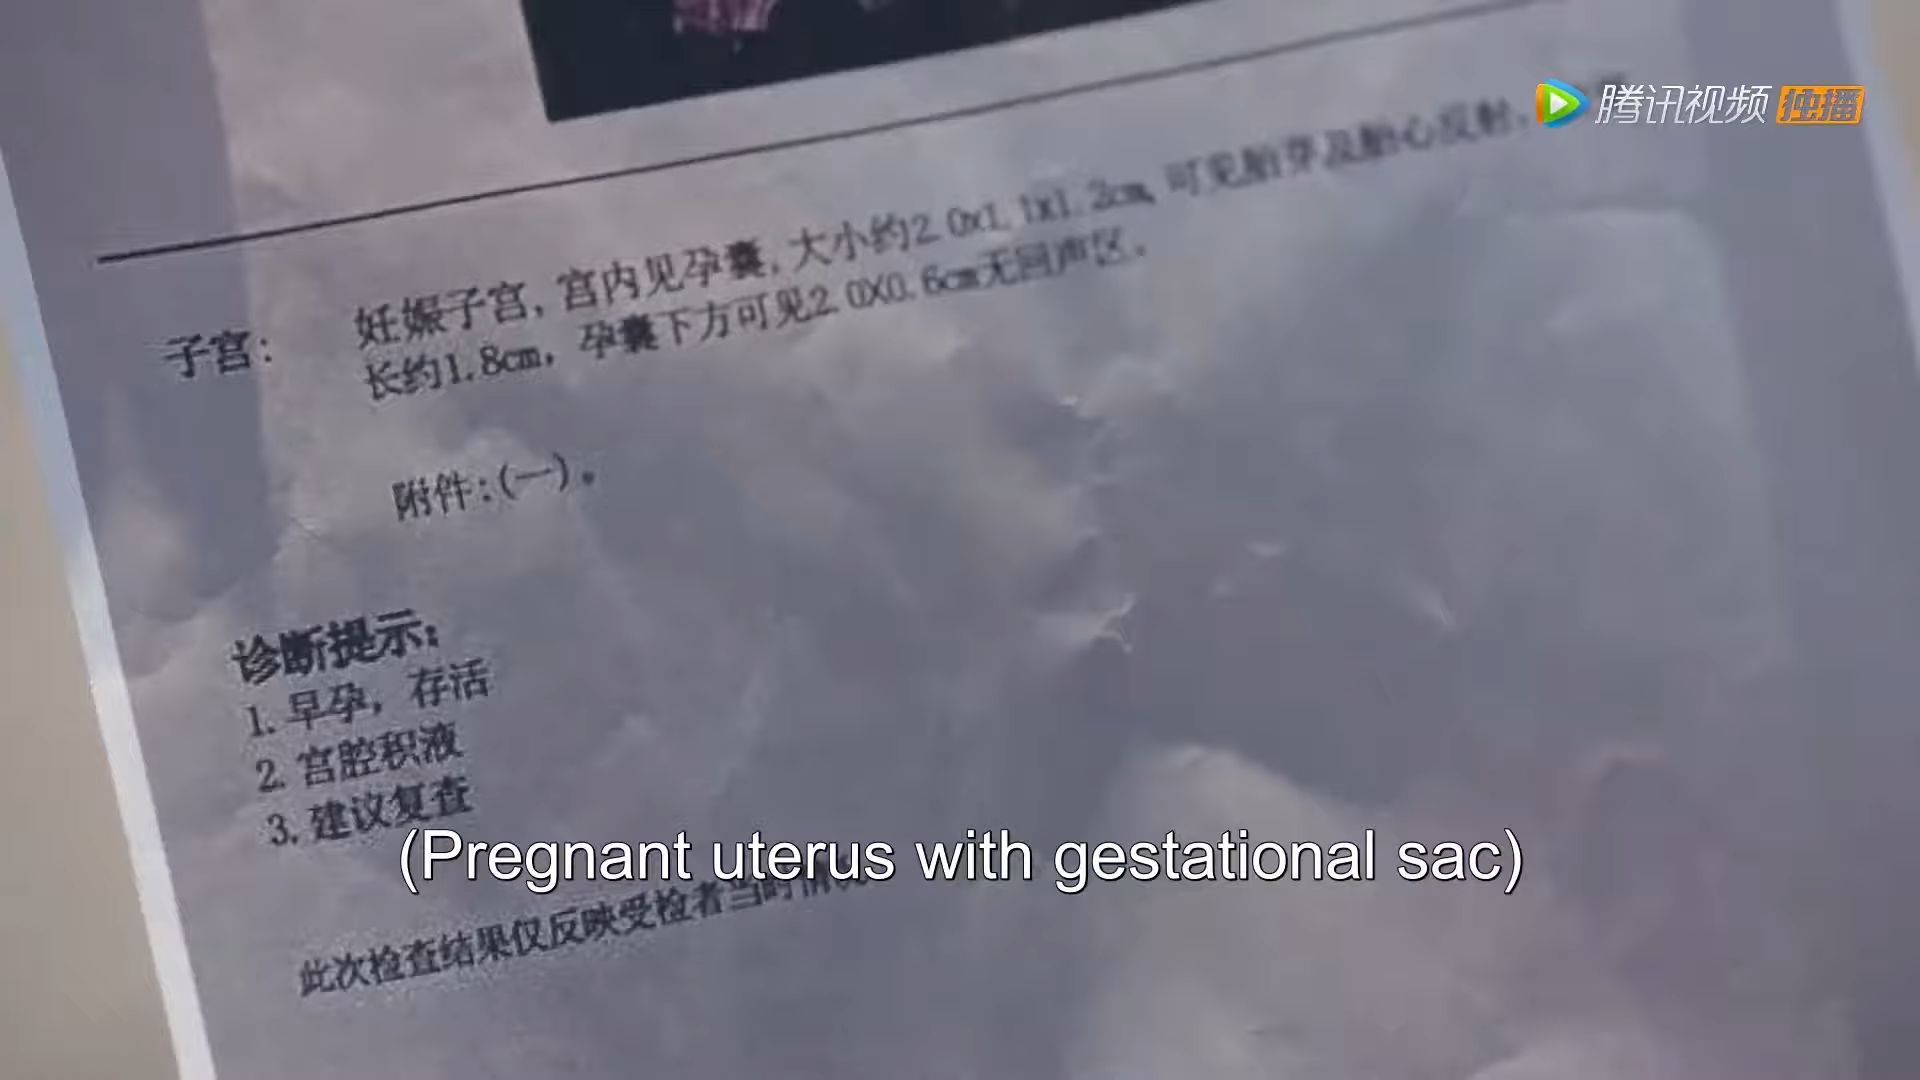 腾讯视频 独播
子宫: 妊娠子宫, 宫内见孕囊, 大小约2.0x1.1x1.2cm, 可见胎芽及胎心反射,
长约1.8cm, 孕囊下方可见2.0X0.6cm无回声区.
附件:(一)。
诊断提示:
1. 早孕, 存活
2. 宫腔积液
3. 建议复查
(Pregnant uterus with gestational sac)
此次检查结果仅反映受检者当时情况